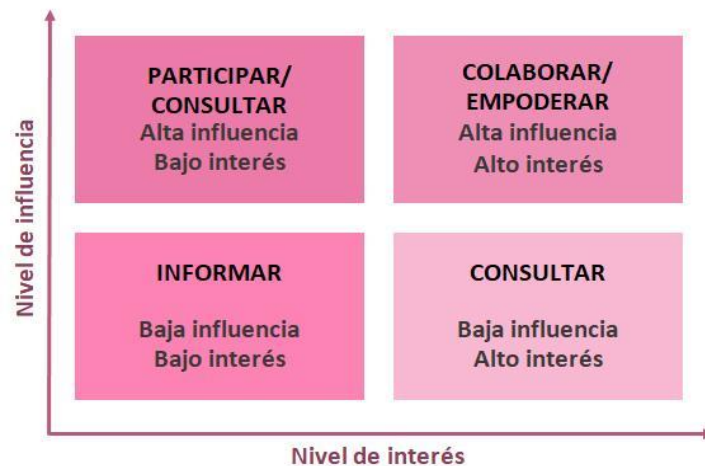 Nivel de influencia
PARTICIPAR/
CONSULTAR
Alta influencia
Bajo interés
COLABORAR/
EMPODERAR
Alta influencia
Alto interés
INFORMAR
Baja influencia
Bajo interés
CONSULTAR
Baja influencia
Alto interés
Nivel de interés